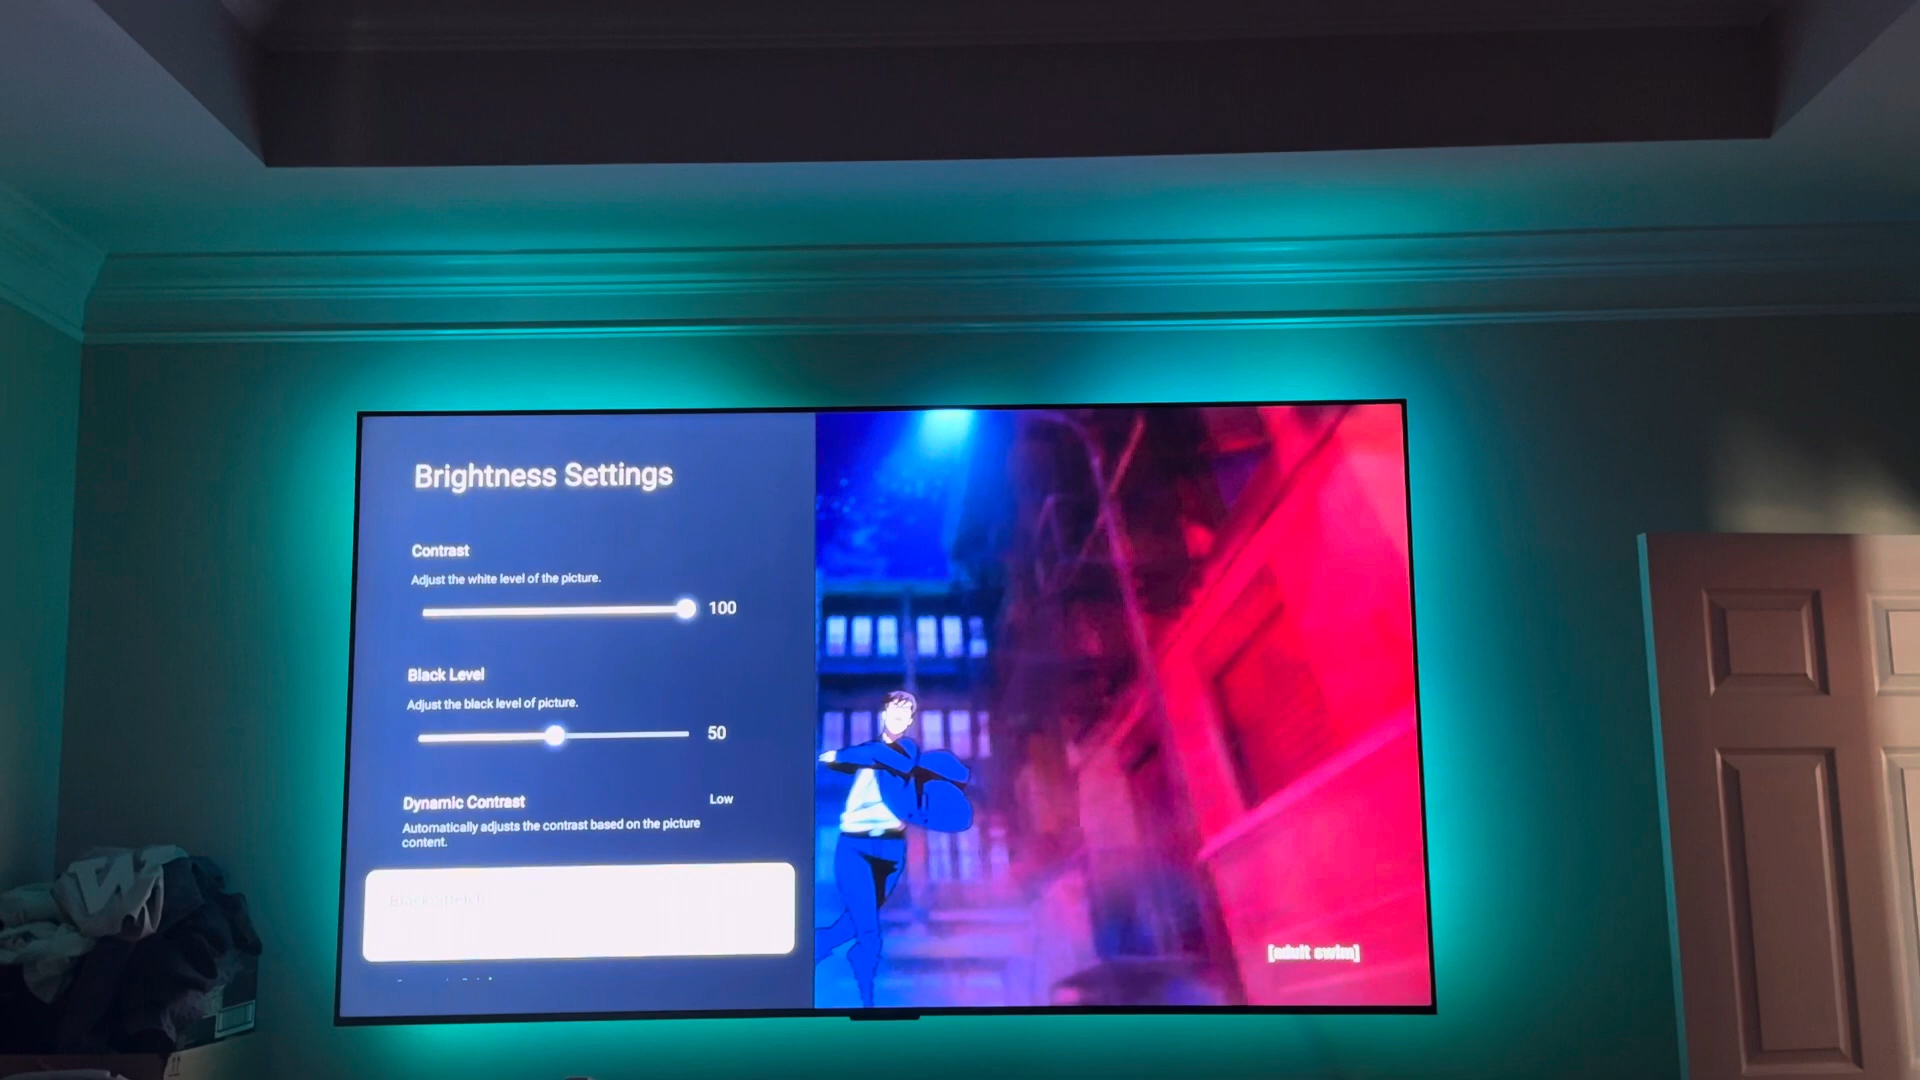 Brightness Settings
Contrast
Adjust the white level of the picture.
100
Black Level
Adjust the black level of picture.
50
Dynamic Contrast
Low
Automatically adjusts the contrast based on the picture
content.
[adult swim]